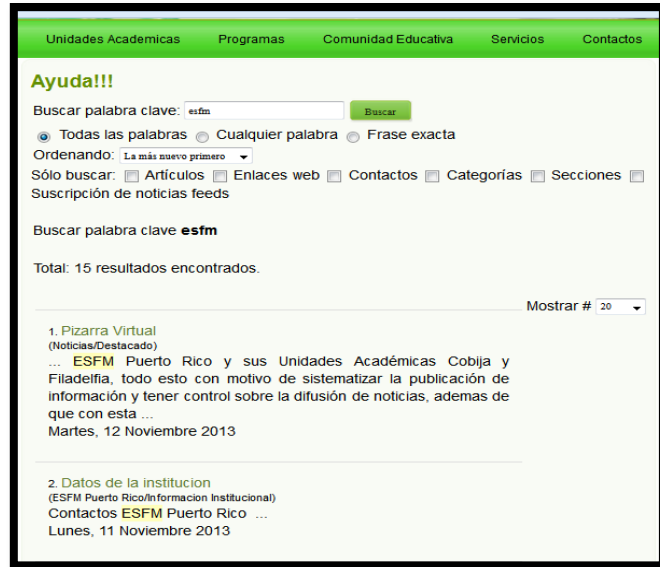 Unidades Academicas Programas Comunidad Educativa Servicios Contactos
Ayuda!!!
Buscar palabra clave: esfm Buscar
Todas las palabras Cualquier palabra Frase exacta
Ordenando: La más nuevo primero
Sólo buscar: Artículos Enlaces web Contactos Categorías Secciones
Suscripción de noticias feeds
Buscar palabra clave esfm
Total: 15 resultados encontrados.
Mostrar # 20
1. Pizarra Virtual
(Noticias/Destacado)
... ESFM Puerto Rico y sus Unidades Académicas Cobija y
Filadelfia, todo esto con motivo de sistematizar la publicación de
información y tener control sobre la difusión de noticias, ademas de
que con esta ...
Martes, 12 Noviembre 2013
2. Datos de la institucion
(ESFM Puerto Rico/Informacion Institucional)
Contactos ESFM Puerto Rico ...
Lunes, 11 Noviembre 2013